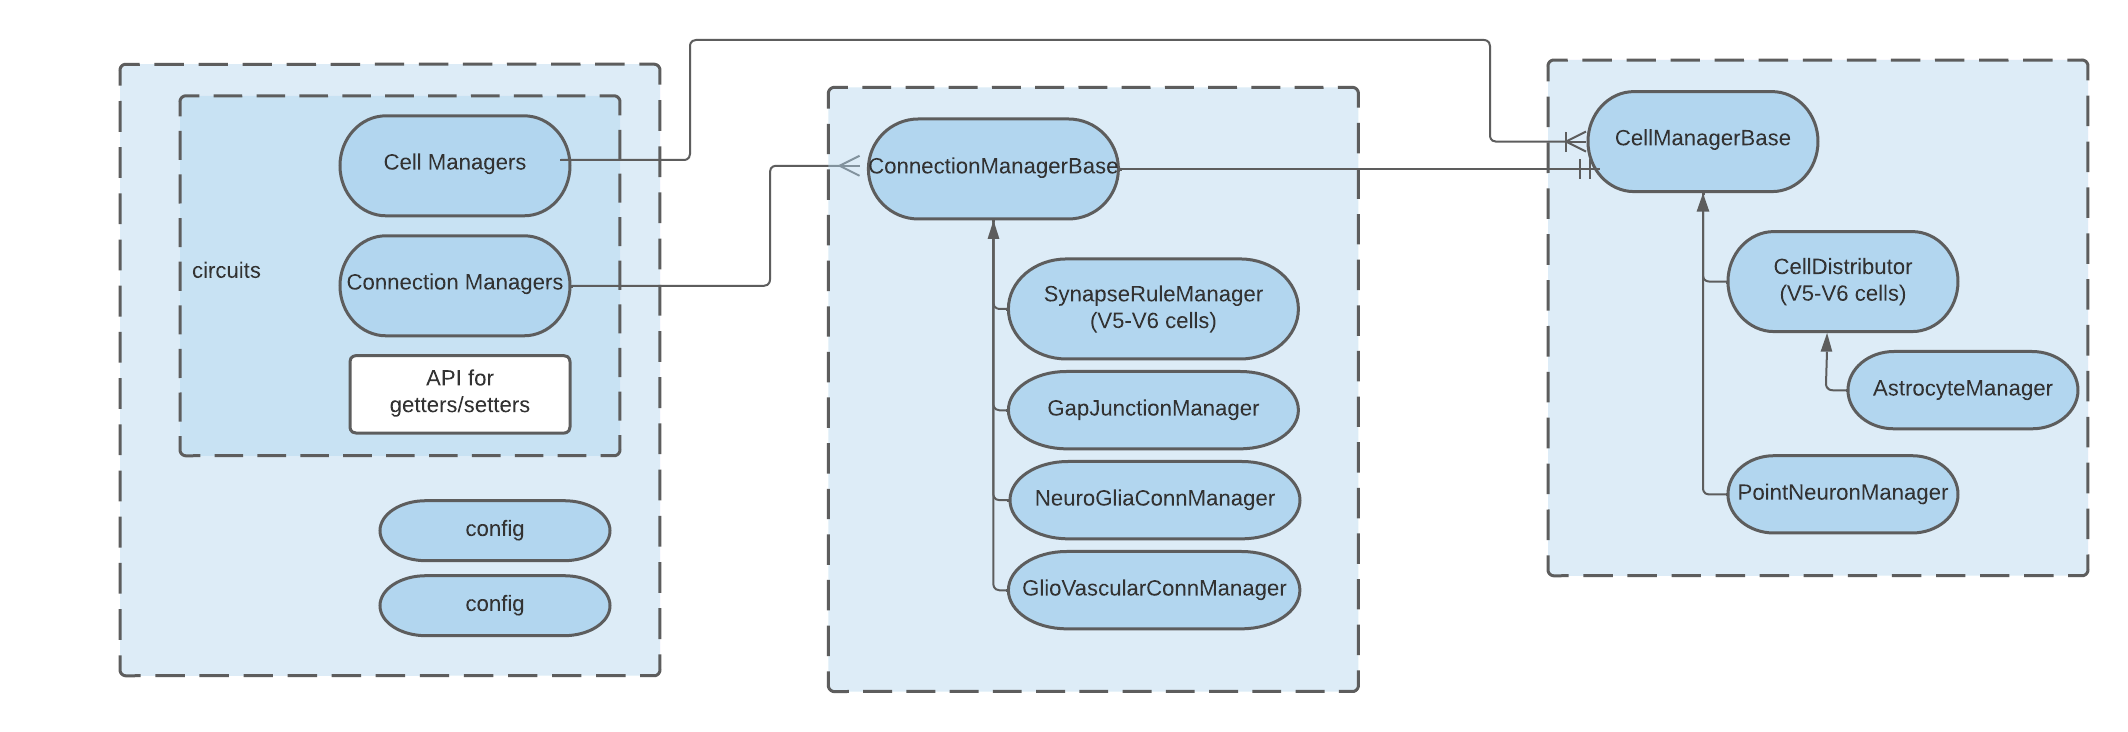 Cell Managers
circuits
Connection Managers
API for
getters/setters
config
config
ConnectionManagerBase
SynapseRuleManager
(V5-V6 cells)
GapJunctionManager
NeuroGliaConnManager
GlioVascularConnManager
CellManagerBase
CellDistributor
(V5-V6 cells)
AstrocyteManager
PointNeuronManager